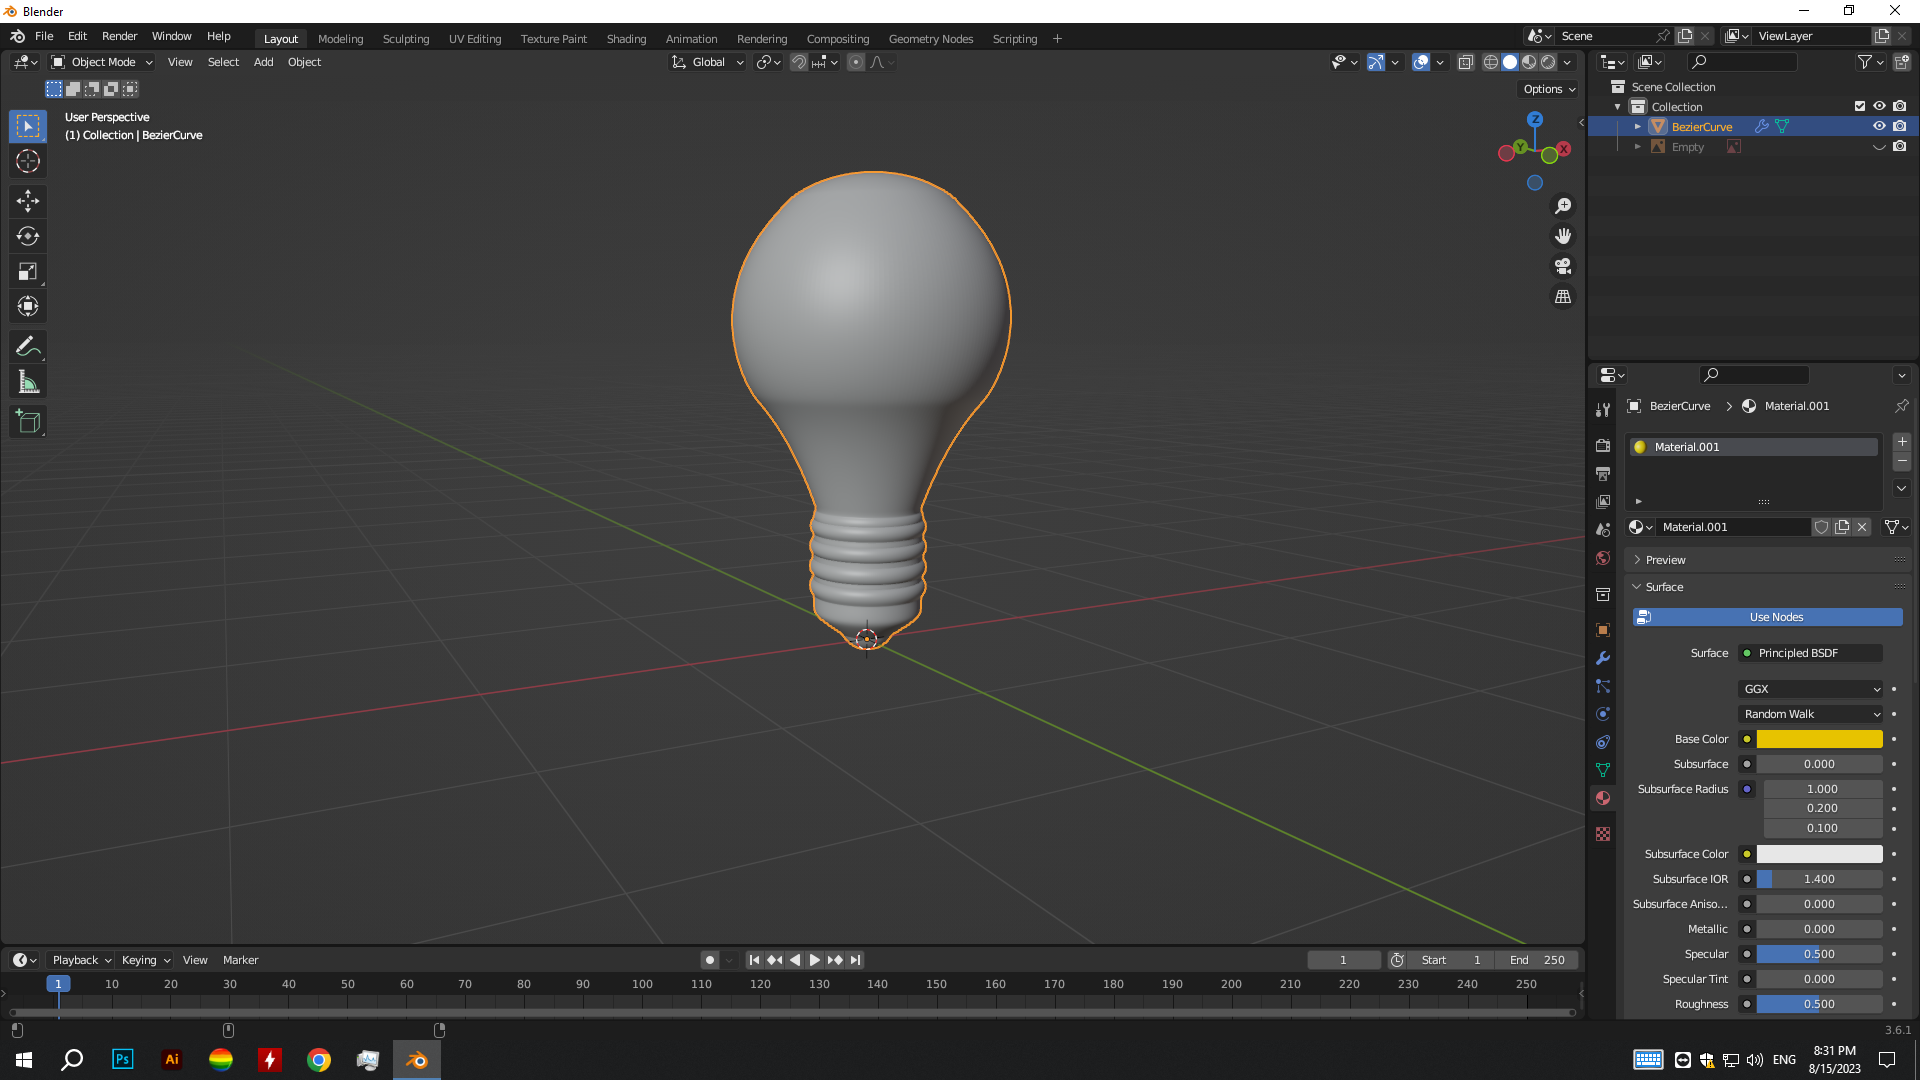 Blender
File Edit Render Window Help
Layout Modeling Sculpting UV Editing Texture Paint Shading Animation Rendering Compositing Geometry Nodes Scripting +
Scene
ViewLayer
Object Mode View Select Add Object
Global
Options
User Perspective
(1) Collection | BezierCurve
Z
Y
X
Scene Collection
Collection
BezierCurve
Empty
BezierCurve > Material.001
Material.001
Material.001
Preview
Surface
Use Nodes
Surface Principled BSDF
GGX
Random Walk
Base Color
Subsurface 0.000
Subsurface Radius 1.000
0.200
0.100
Subsurface Color
Subsurface IOR 1.400
Subsurface Aniso... 0.000
Metallic 0.000
Specular 0.500
Specular Tint 0.000
Roughness 0.500
Playback Keying View Marker
1 Start 1 End 250
1 10 20 30 40 50 60 70 80 90 100 110 120 130 140 150 160 170 180 190 200 210 220 230 240 250
3.6.1
Ps
Ai
ENG
8:31 PM
8/15/2023